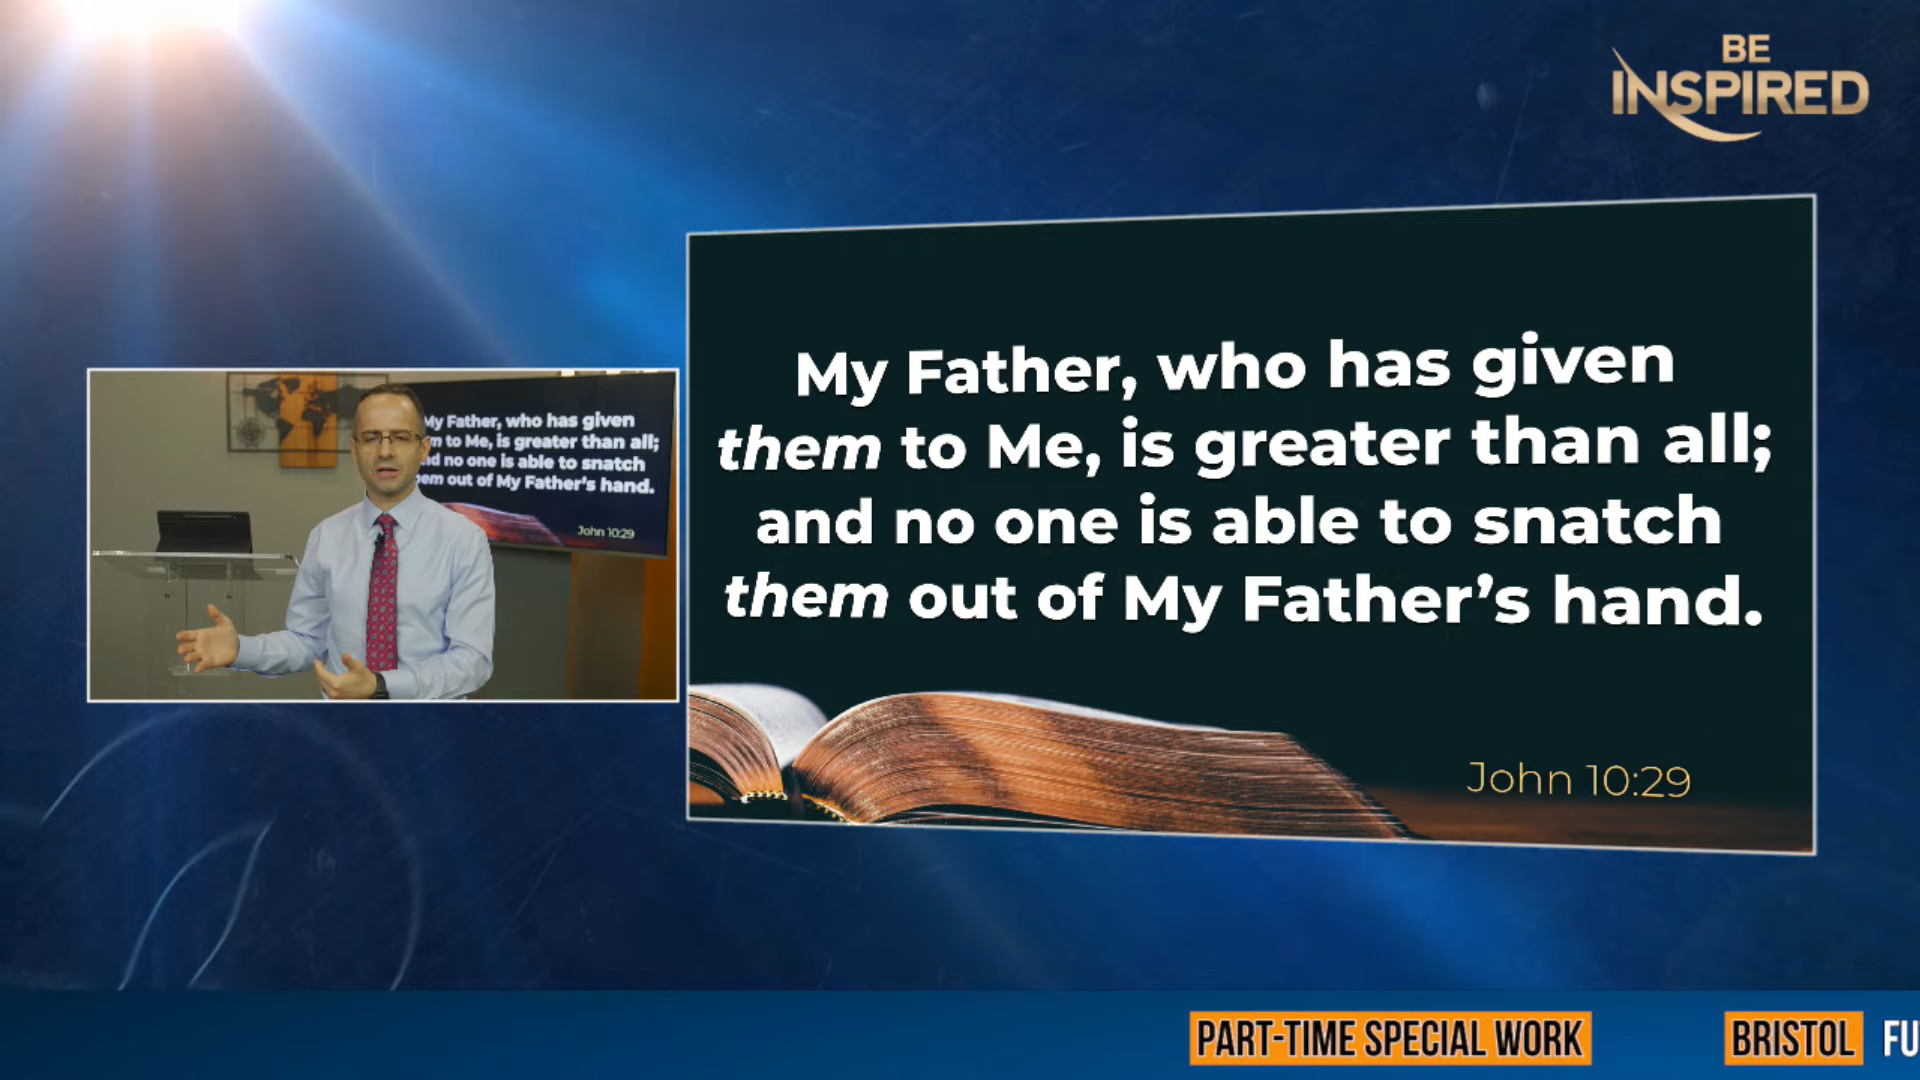 BE
INSPIRED
My Father, who has given
them to Me, is greater than all;
and no one is able to snatch
them out of My Father's hand.
John 10:29
My Father, who has given
to Me, is greater than all;
no one is able to snatch
out of My Father's hand.
John 10:29
PART-TIME SPECIAL WORK
BRISTOL FU